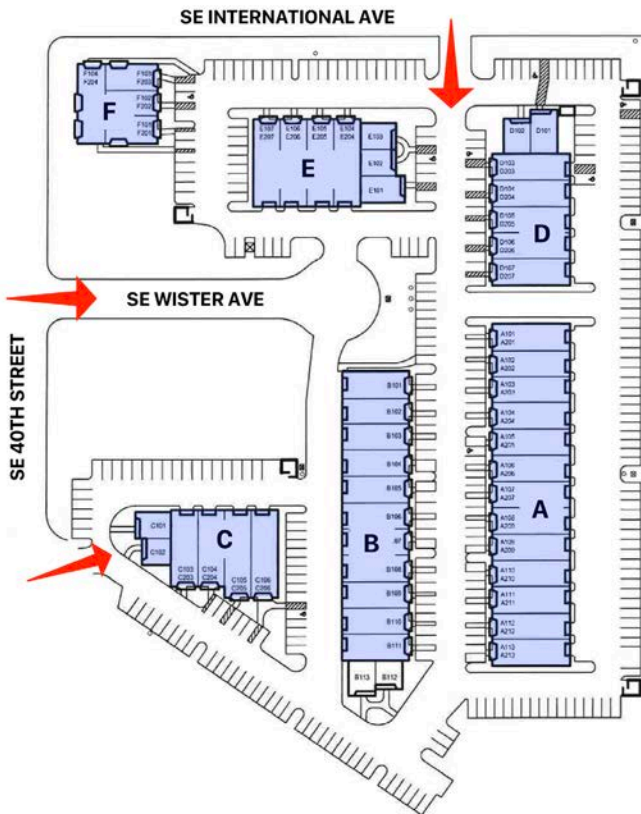 SE INTERNATIONAL AVE
F104
F204
F103
F203
F102
F202
F101
F201
F
E107
E207
E106
E206
E105
E205
E104
E204
E103
E102
E101
E
D102
D101
D103
D203
D104
D204
D105
D205
D106
D206
D107
D207
D
SE WISTER AVE
SE 40TH STREET
A101
A201
A102
A202
A103
A203
A104
A204
A105
A205
A106
A206
A107
A207
A108
A208
A109
A209
A110
A210
A111
A211
A112
A212
A113
A213
A
B101
B102
B103
B104
B105
B106
B108
B109
B110
B111
B113
B112
B
C101
C102
C103
C203
C104
C204
C105
C205
C106
C206
C